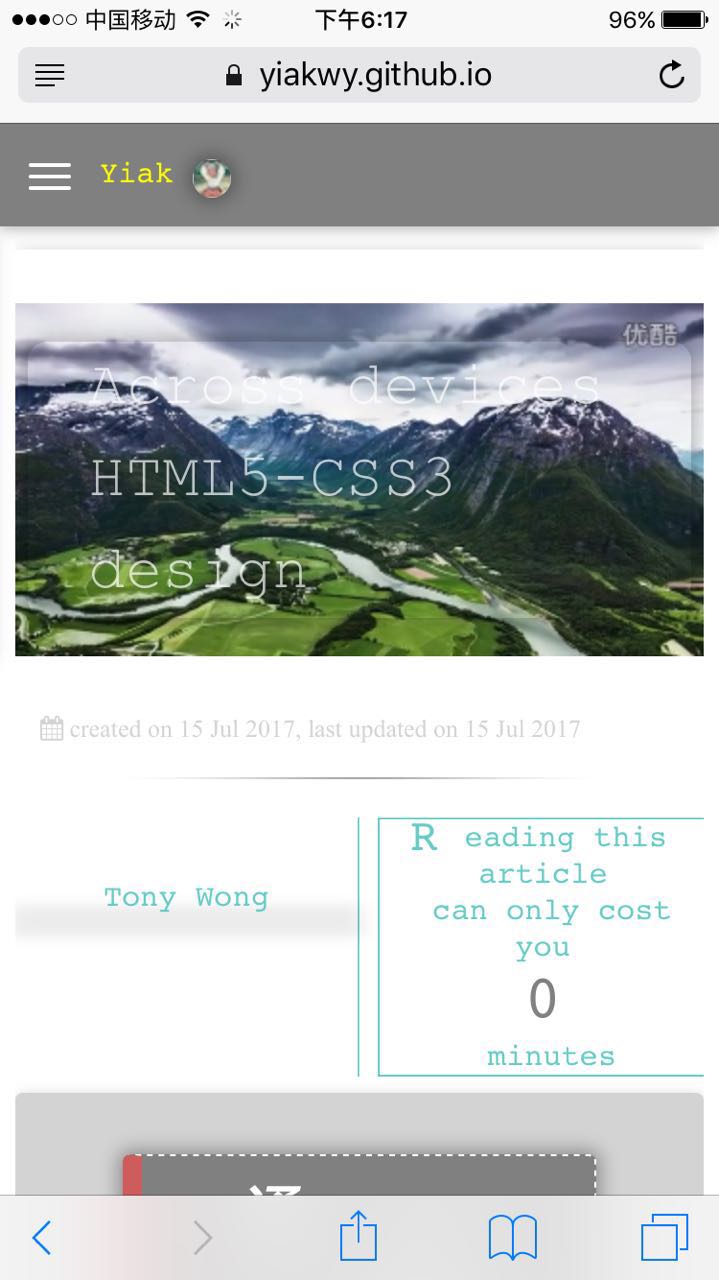 中国移动 下午6:17 96%
yiakwy.github.io
Yiak
优酷
Across devices
HTML5-CSS3
design
created on 15 Jul 2017, last updated on 15 Jul 2017
Tony Wong
Reading this
article
can only cost
you
0
minutes